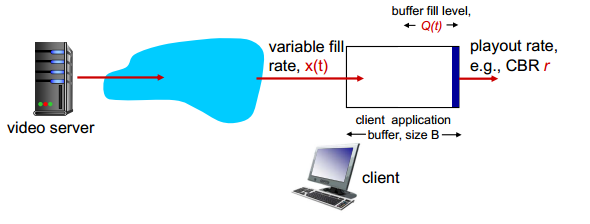 buffer fill level,
Q(t)
variable fill
rate, x(t)
playout rate,
e.g., CBR r
video server
client application
buffer, size B
client